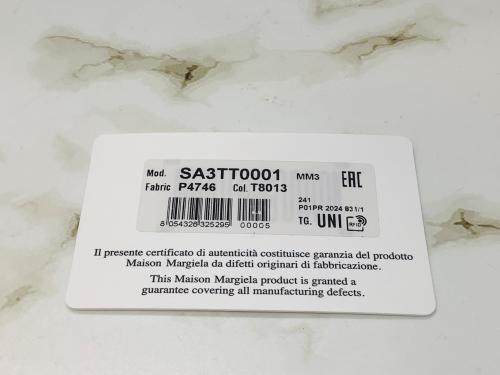 Mod. SA3TT0001 MM3 EAC
Fabric P4746 Col. T8013
241
P01PR 2024 831/1
TG. UNI RFID
8 054326 325295 00005
Il presente certificato di autenticità costituisce garanzia del prodotto
Maison Margiela da difetti originari di fabbricazione.
This Maison Margiela product is granted a
guarantee covering all manufacturing defects.